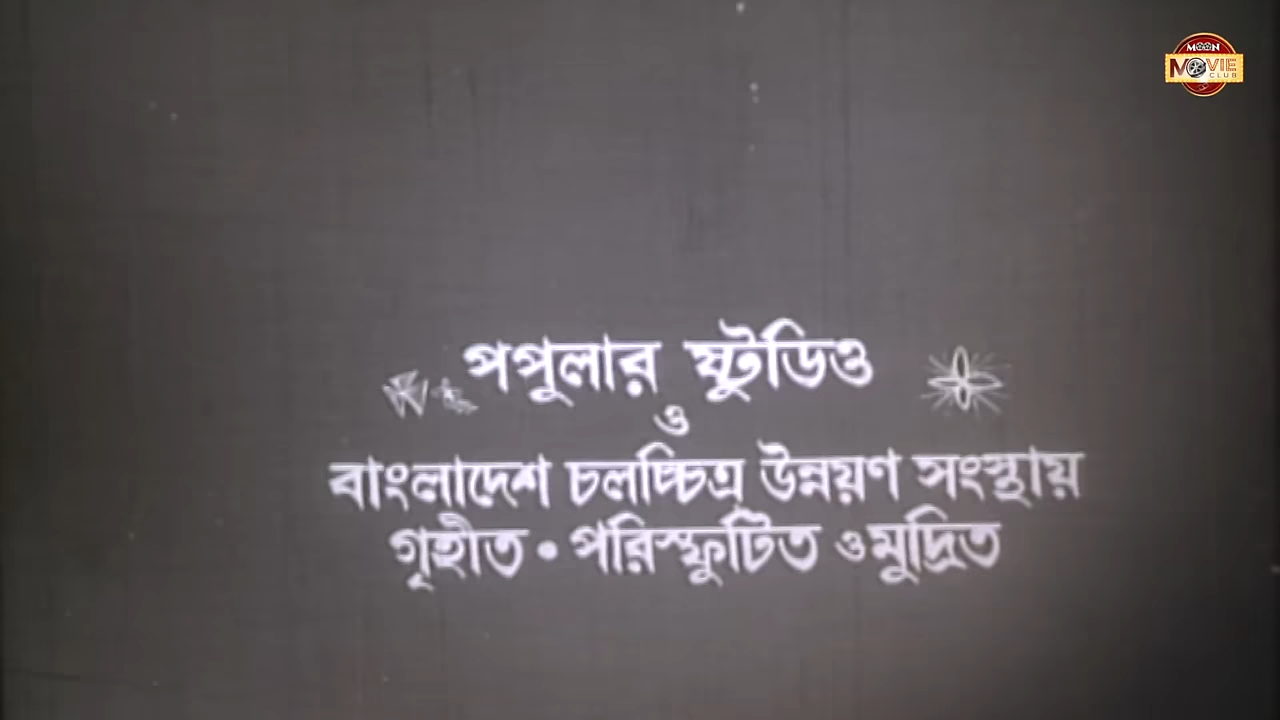 MOON
MOVIE
CLUB
পপুলার ষ্টুডিও
ও
বাংলাদেশ চলচ্চিত্র উন্নয়ণ সংস্থায়
গৃহীত • পরিস্ফুটিত ও মুদ্রিত